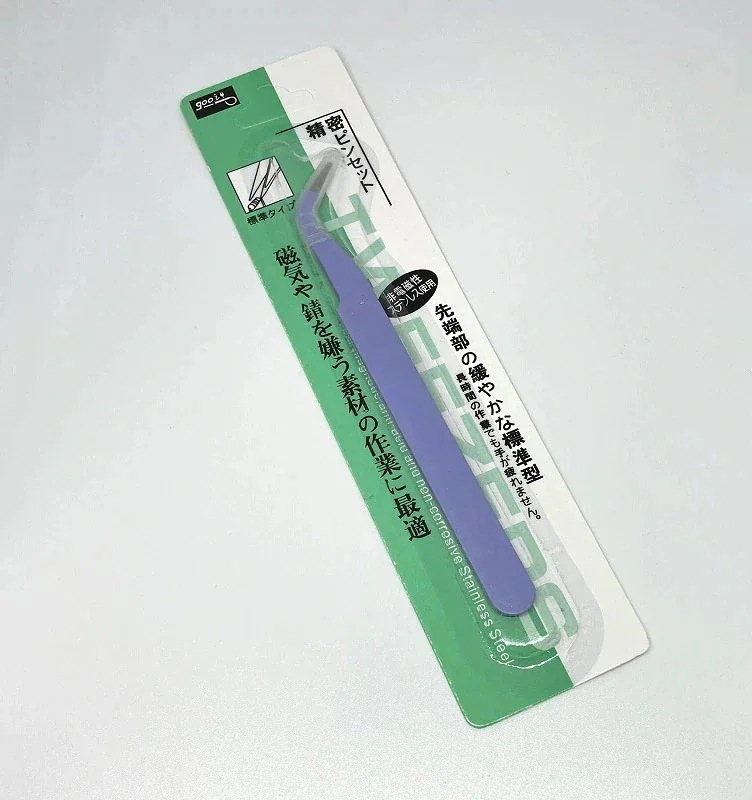 gooty
精密ピンセット
標準タイプ
TWEEZERS
非電磁性
ステンレス使用
磁気や錆を嫌う素材の作業に最適
先端部の緩やかな標準型
長時間の作業でも手が疲れません。
non-corrosive Stainless Steel